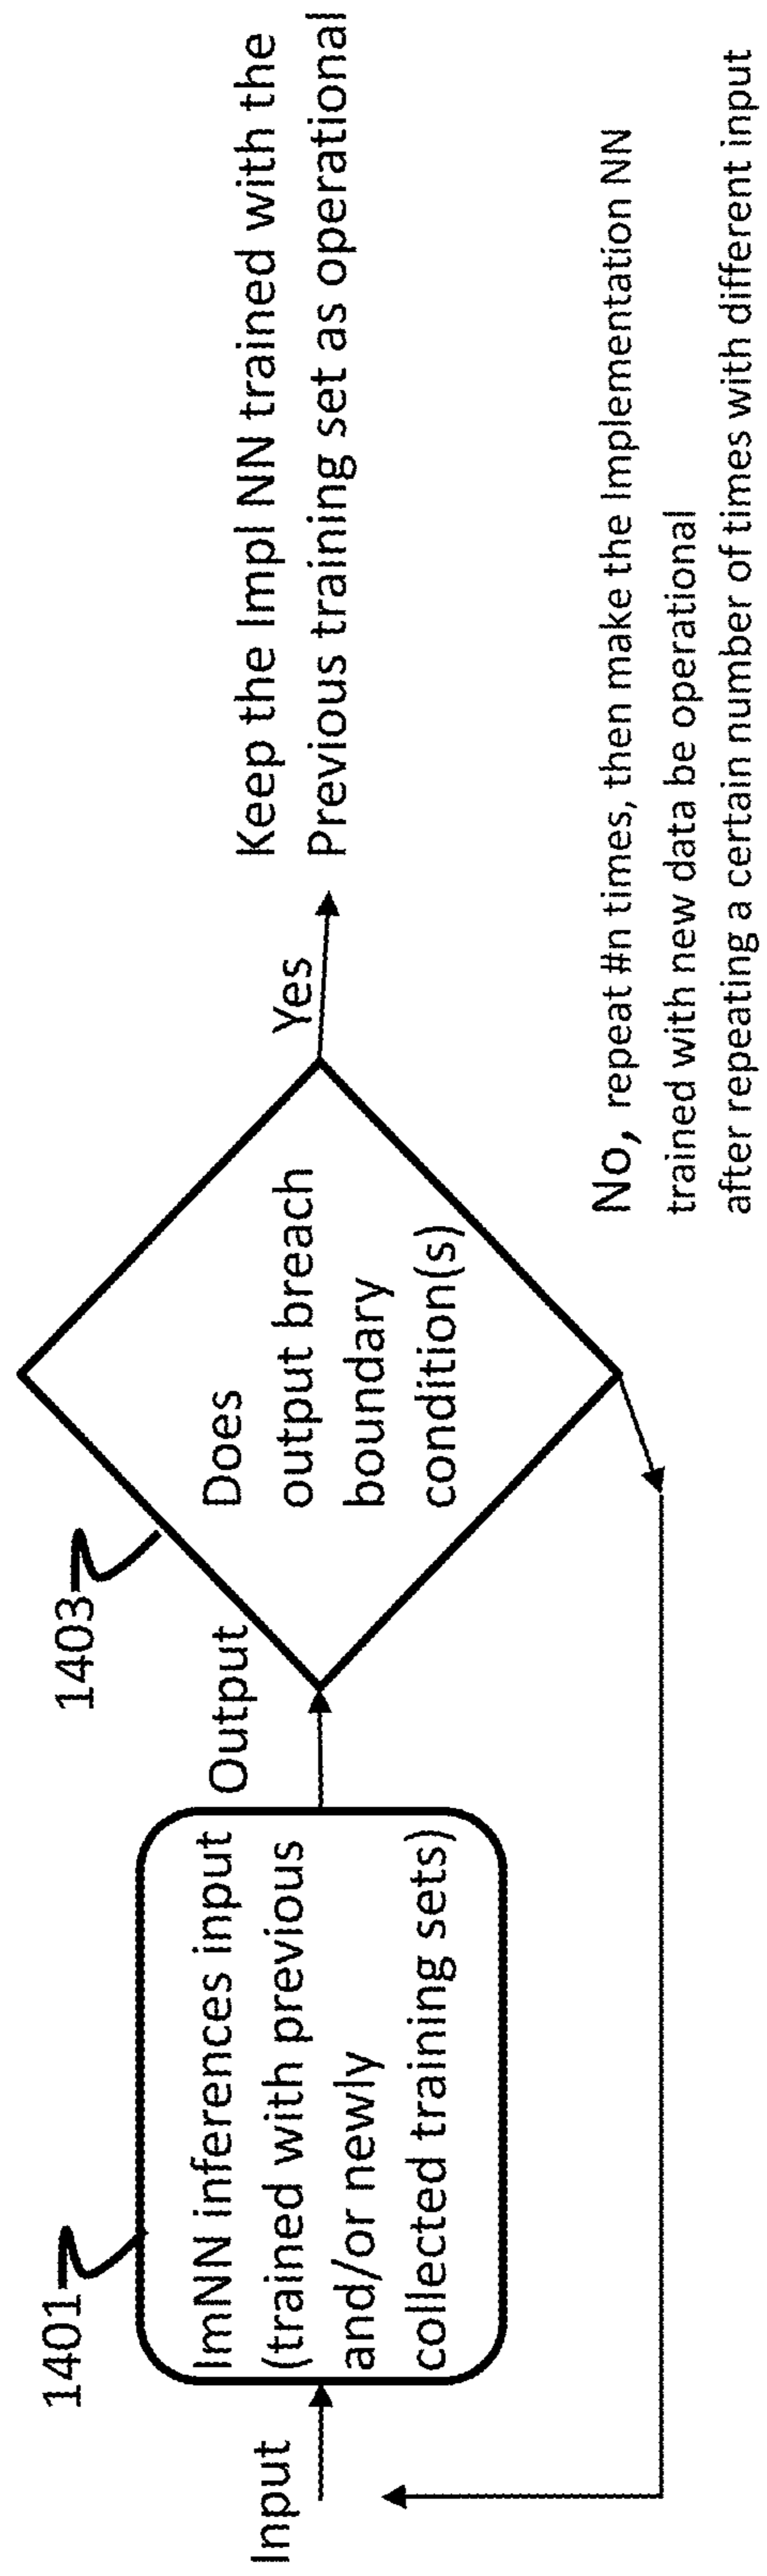 1401
Input
ImNN inferences input
(trained with previous
and/or newly
collected training sets)
Output
1403
Does
output breach
boundary
condition(s)
Yes
Keep the Impl NN trained with the
Previous training set as operational
No, repeat #n times, then make the Implementation NN
trained with new data be operational
after repeating a certain number of times with different input